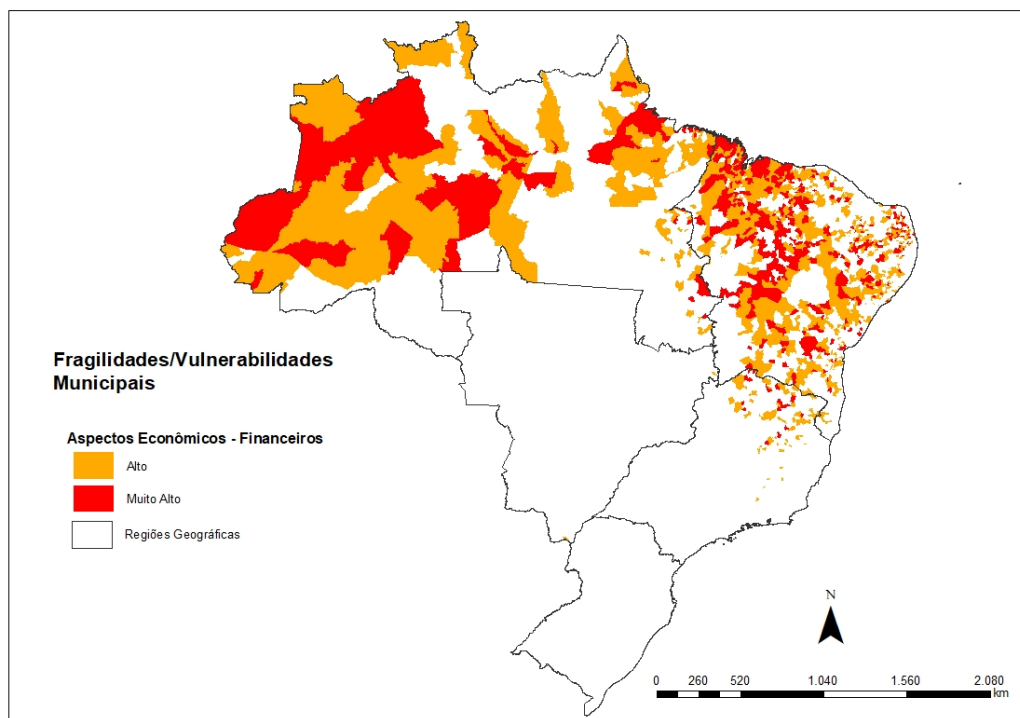 Fragilidades/Vulnerabilidades
Municipais
Aspectos Econômicos - Financeiros
Alto
Muito Alto
Regiões Geográficas
N
0 260 520 1.040 1.560 2.080
km